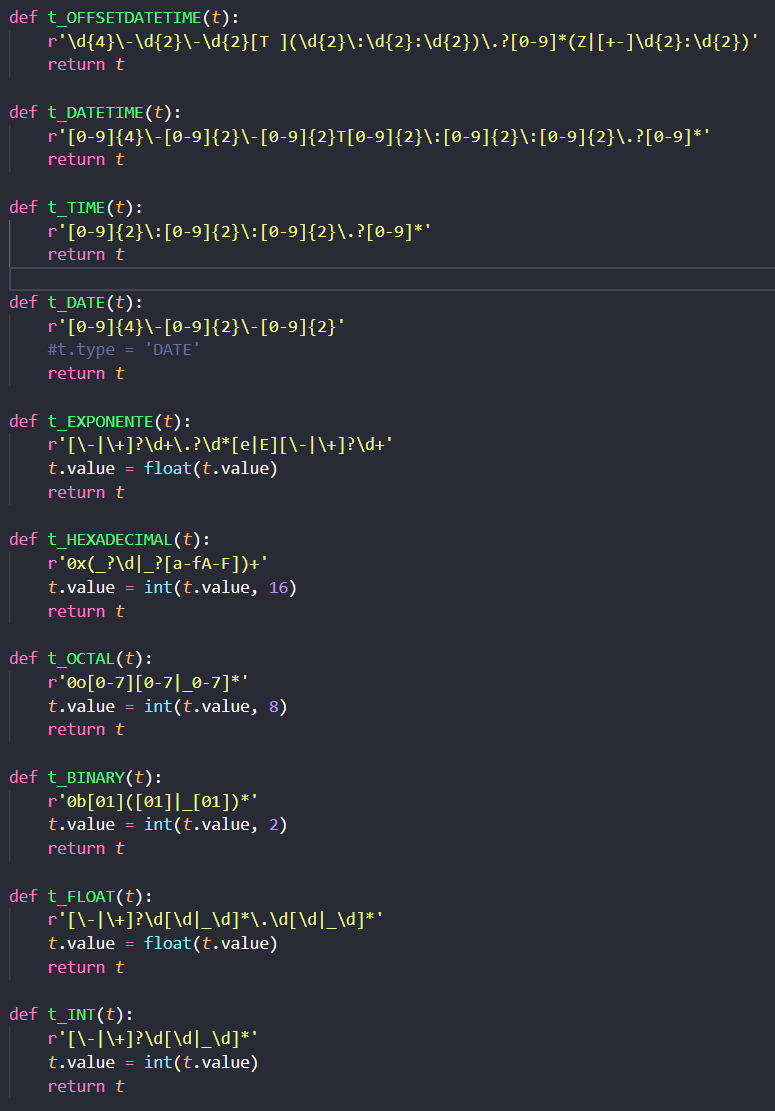 def t_OFFSETDATETIME(t):
    r'\d{4}\-\d{2}\-\d{2}[T ](\d{2}\:\d{2}:\d{2})\.?[0-9]*(Z|[+-]\d{2}:\d{2})'
    return t

def t_DATETIME(t):
    r'[0-9]{4}\-[0-9]{2}\-[0-9]{2}T[0-9]{2}\:[0-9]{2}\:[0-9]{2}\.?[0-9]*'
    return t

def t_TIME(t):
    r'[0-9]{2}\:[0-9]{2}\:[0-9]{2}\.?[0-9]*'
    return t

def t_DATE(t):
    r'[0-9]{4}\-[0-9]{2}\-[0-9]{2}'
    #t.type = 'DATE'
    return t

def t_EXPONENTE(t):
    r'[\-|\+]?\d+\.?\d*[e|E][\-|\+]?\d+'
    t.value = float(t.value)
    return t

def t_HEXADECIMAL(t):
    r'0x(_?\d|_?[a-fA-F])+'
    t.value = int(t.value, 16)
    return t

def t_OCTAL(t):
    r'0o[0-7][0-7|_0-7]*'
    t.value = int(t.value, 8)
    return t

def t_BINARY(t):
    r'0b[01]([01]|_[01])*'
    t.value = int(t.value, 2)
    return t

def t_FLOAT(t):
    r'[\-|\+]?\d[\d|_\d]*\.\d[\d|_\d]*'
    t.value = float(t.value)
    return t

def t_INT(t):
    r'[\-|\+]?\d[\d|_\d]*'
    t.value = int(t.value)
    return t